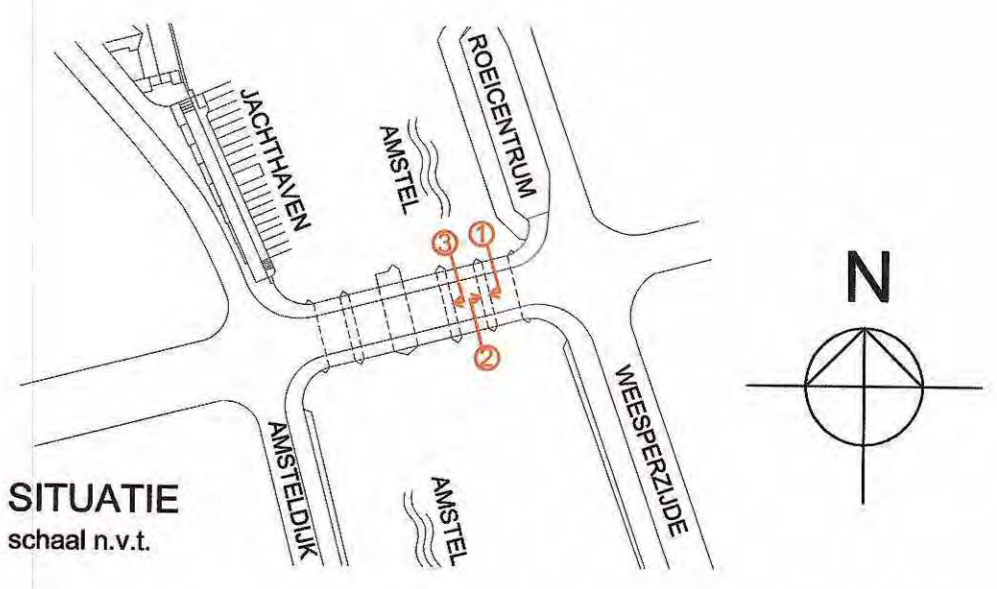 ROEICENTRUM
JACHTHAVEN
AMSTEL
3
1
2
N
WEESPERZIJDE
AMSTELDIJK
AMSTEL
SITUATIE
schaal n.v.t.